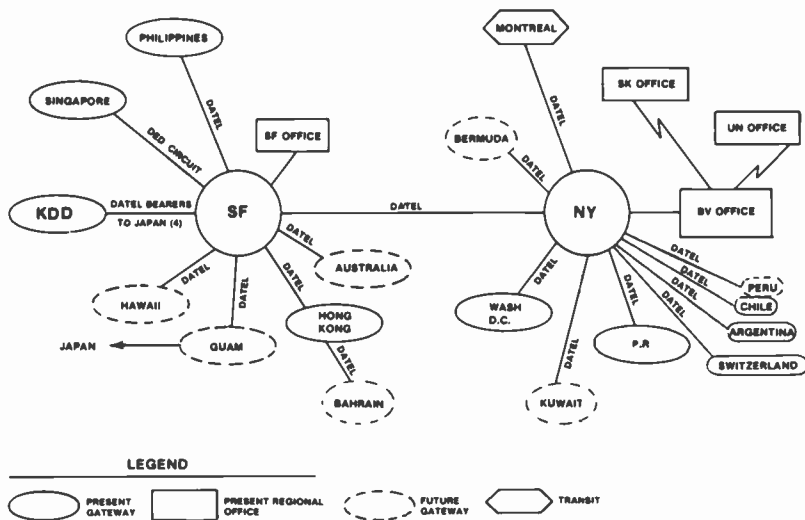 PHILIPPINES
MONTREAL
SINGAPORE
DATEL
DED CIRCUIT
SF OFFICE
DATEL
BERMUDA
DATEL
SK OFFICE
UN OFFICE
KDD
DATEL BEARERS
TO JAPAN (4)
SF
DATEL
NY
BV OFFICE
DATEL
HAWAII
DATEL
DATEL
DATEL
AUSTRALIA
JAPAN
GUAM
HONG
KONG
DATEL
BAHRAIN
DATEL
WASH
D.C.
DATEL
KUWAIT
DATEL
P.R
DATEL
PERU
DATEL
CHILE
DATEL
ARGENTINA
DATEL
SWITZERLAND
LEGEND
PRESENT
GATEWAY
PRESENT REGIONAL
OFFICE
FUTURE
GATEWAY
TRANSIT